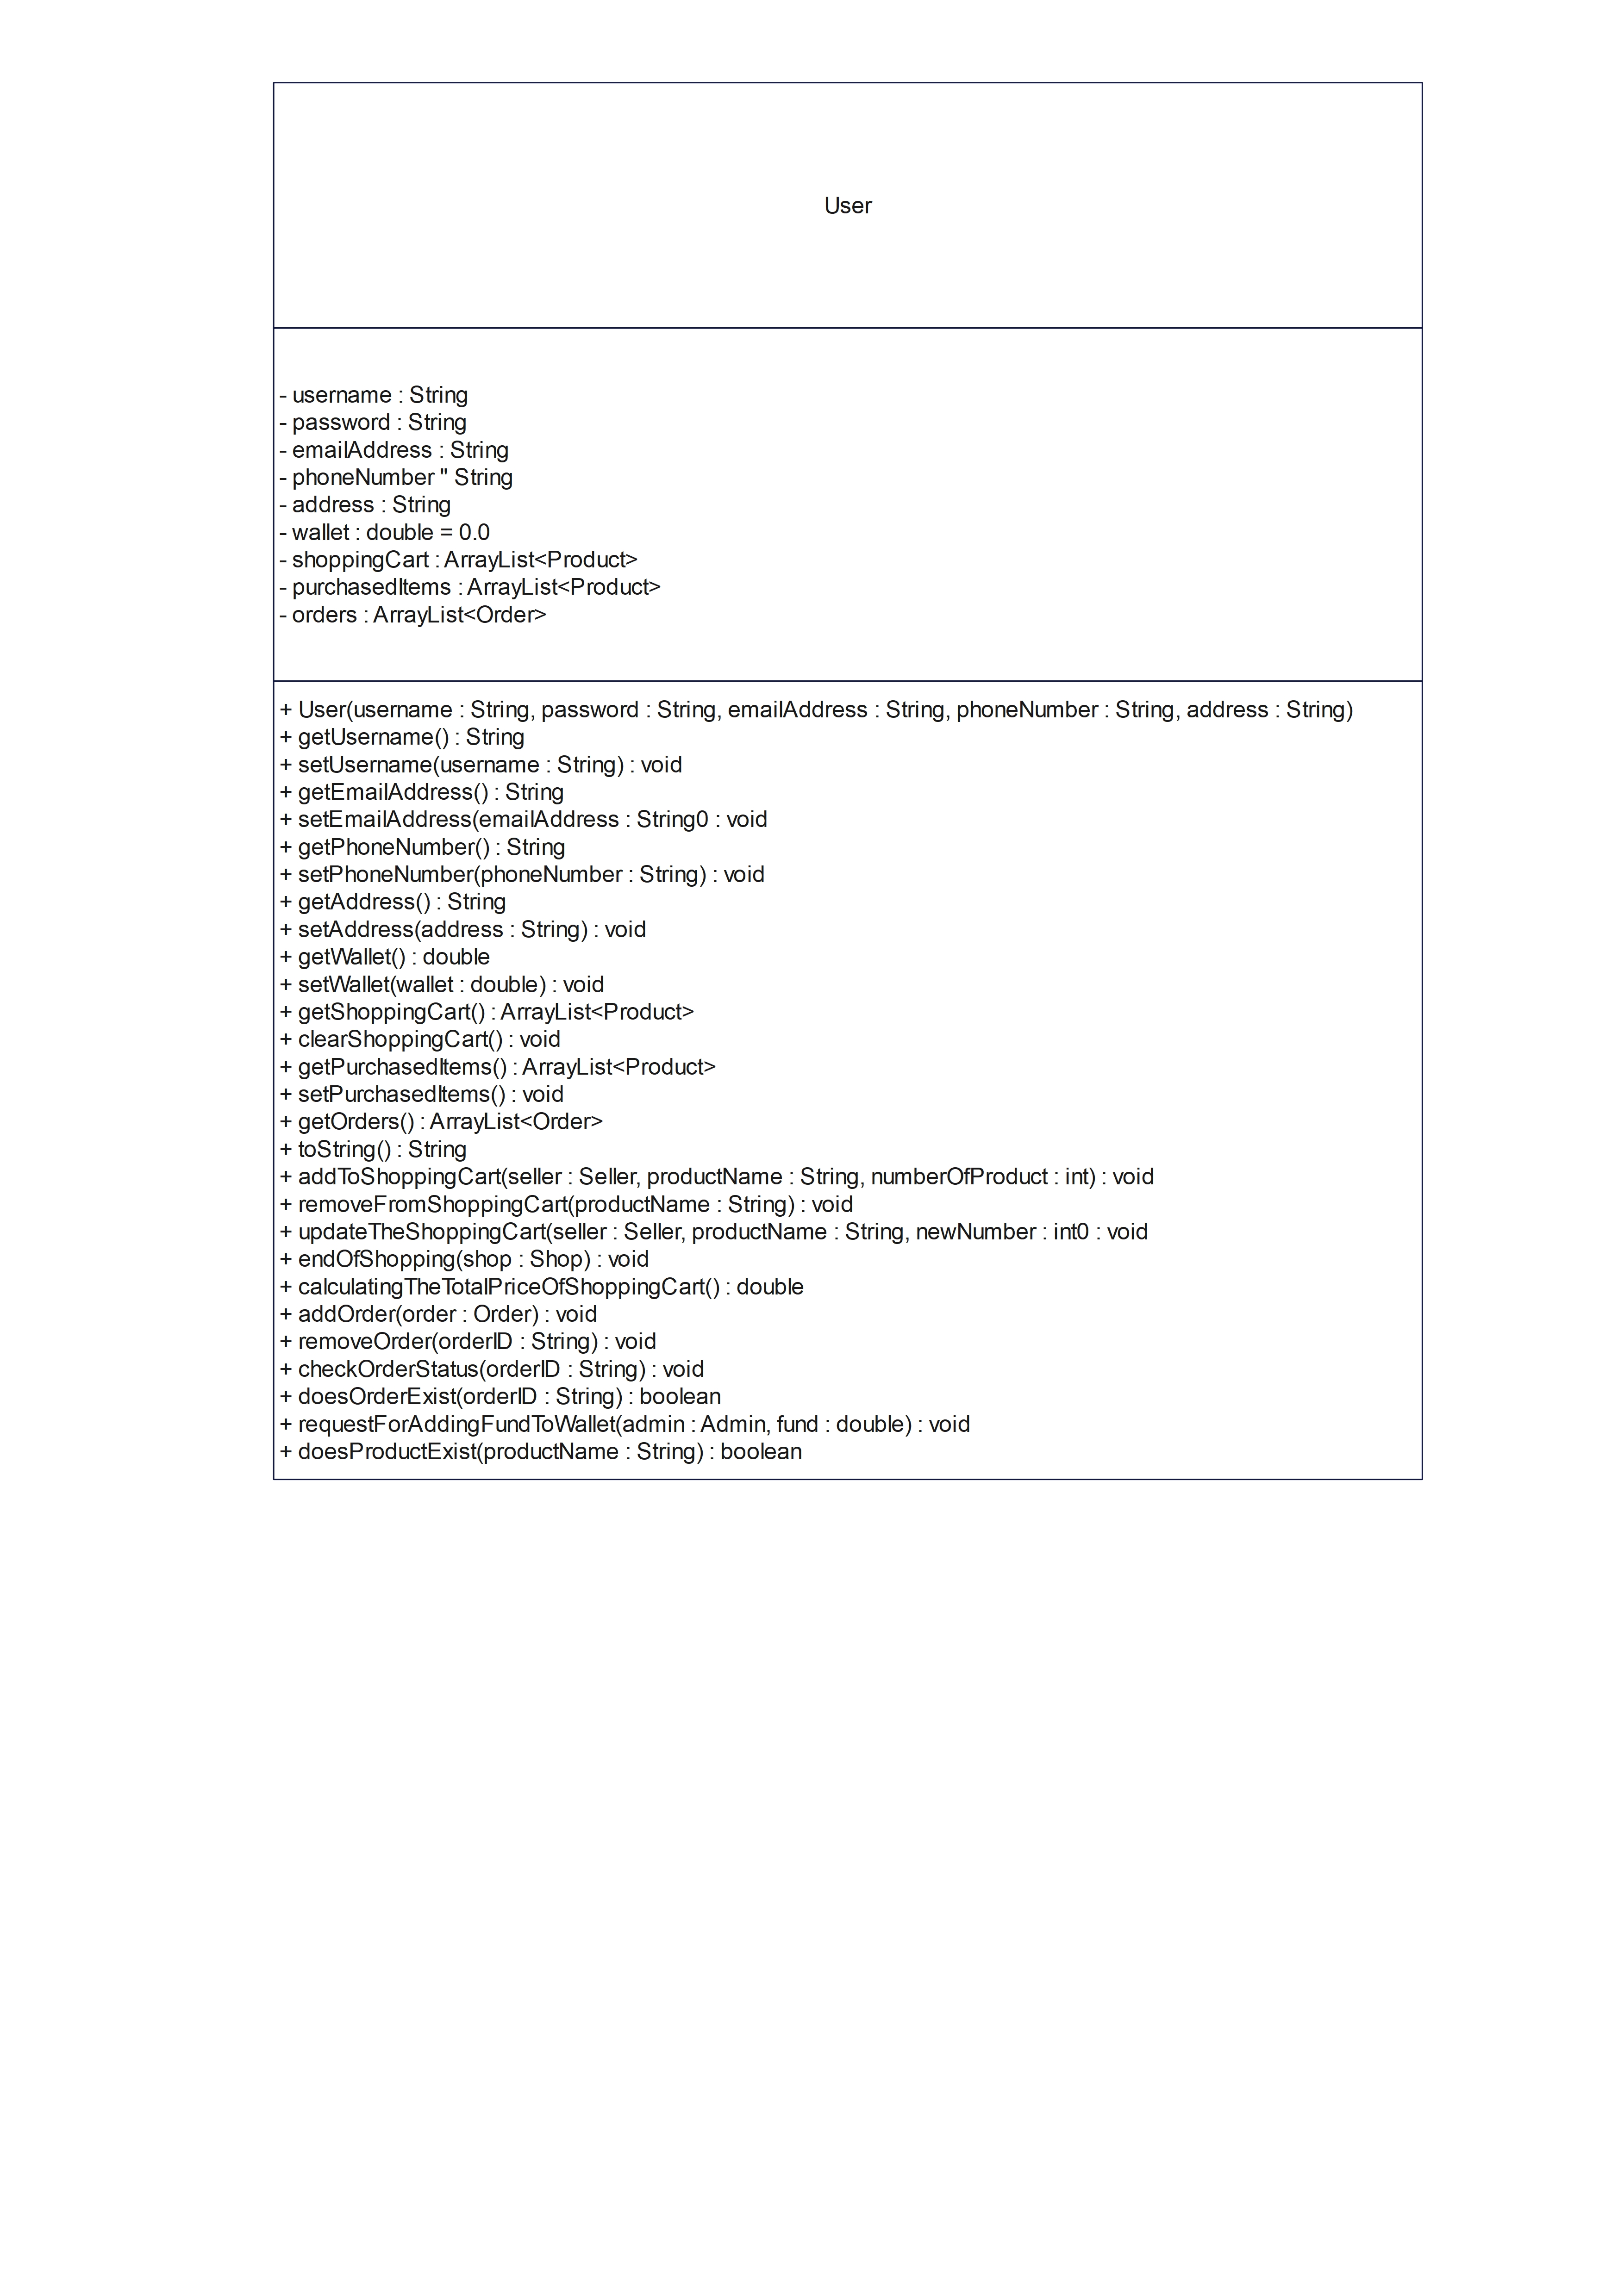 User
- username : String
- password : String
- emailAddress : String
- phoneNumber " String
- address : String
- wallet : double = 0.0
- shoppingCart : ArrayList<Product>
- purchasedItems : ArrayList<Product>
- orders : ArrayList<Order>
+ User(username : String, password : String, emailAddress : String, phoneNumber : String, address : String)
+ getUsername() : String
+ setUsername(username : String) : void
+ getEmailAddress() : String
+ setEmailAddress(emailAddress : String0 : void
+ getPhoneNumber() : String
+ setPhoneNumber(phoneNumber : String) : void
+ getAddress() : String
+ setAddress(address : String) : void
+ getWallet() : double
+ setWallet(wallet : double) : void
+ getShoppingCart() : ArrayList<Product>
+ clearShoppingCart() : void
+ getPurchasedItems() : ArrayList<Product>
+ setPurchasedItems() : void
+ getOrders() : ArrayList<Order>
+ toString() : String
+ addToShoppingCart(seller : Seller, productName : String, numberOfProduct : int) : void
+ removeFromShoppingCart(productName : String) : void
+ updateTheShoppingCart(seller : Seller, productName : String, newNumber : int0 : void
+ endOfShopping(shop : Shop) : void
+ calculatingTheTotalPriceOfShoppingCart() : double
+ addOrder(order : Order) : void
+ removeOrder(orderID : String) : void
+ checkOrderStatus(orderID : String) : void
+ doesOrderExist(orderID : String) : boolean
+ requestForAddingFundToWallet(admin : Admin, fund : double) : void
+ doesProductExist(productName : String) : boolean